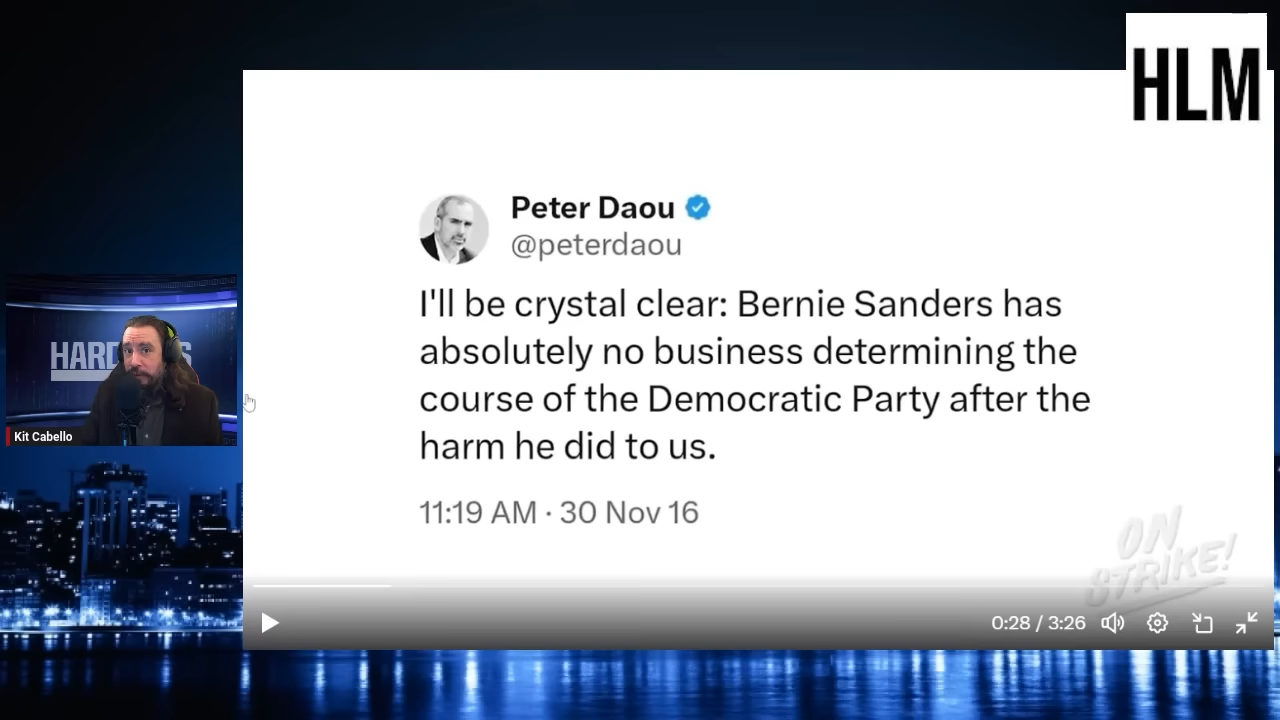 HLM
Peter Daou
@peterdaou
I'll be crystal clear: Bernie Sanders has
absolutely no business determining the
course of the Democratic Party after the
harm he did to us.
11:19 AM · 30 Nov 16
ON
STRIKE!
0:28 / 3:26
Kit Cabello